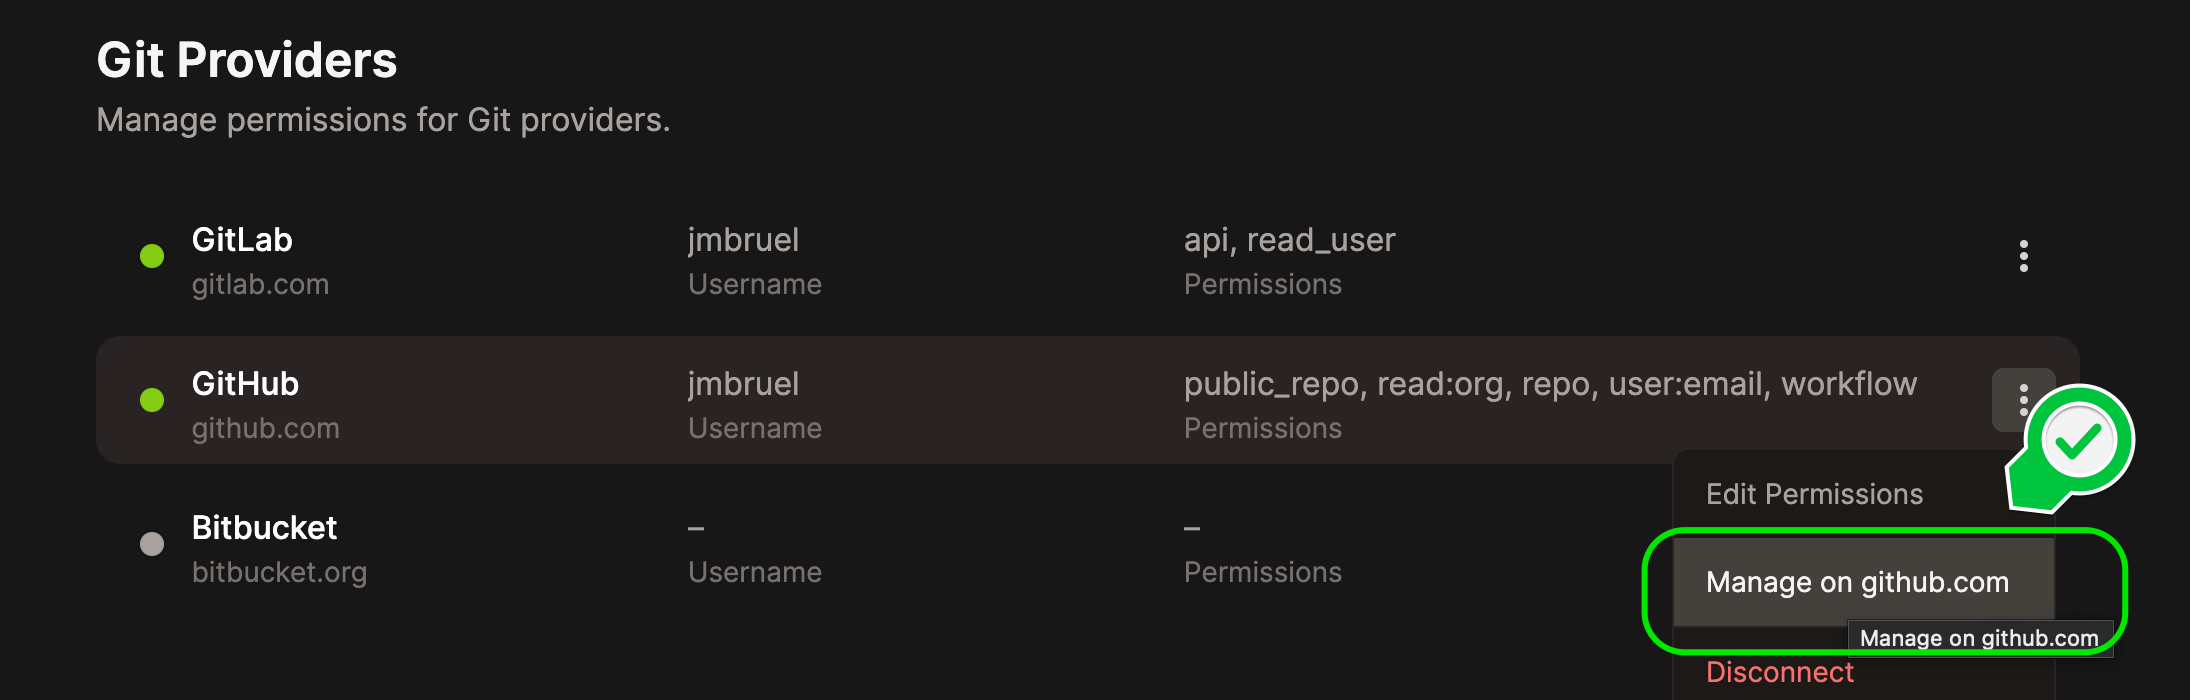 Git Providers
Manage permissions for Git providers.
GitLab
jmbruel
api, read_user
gitlab.com
Username
Permissions
GitHub
jmbruel
public_repo, read:org, repo, user:email, workflow
github.com
Username
Permissions
Edit Permissions
Bitbucket
–
–
bitbucket.org
Username
Permissions
Manage on github.com
Manage on github.com
Disconnect